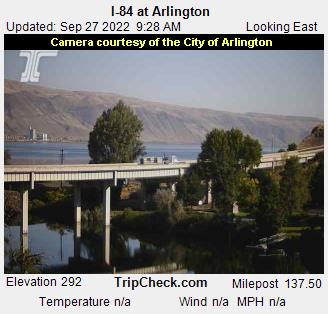 I-84 at Arlington
Updated: Sep 27 2022 9:28 AM Looking East
Camera courtesy of the City of Arlington
Elevation 292 TripCheck.com Milepost 137.50
Temperature n/a Wind n/a MPH n/a